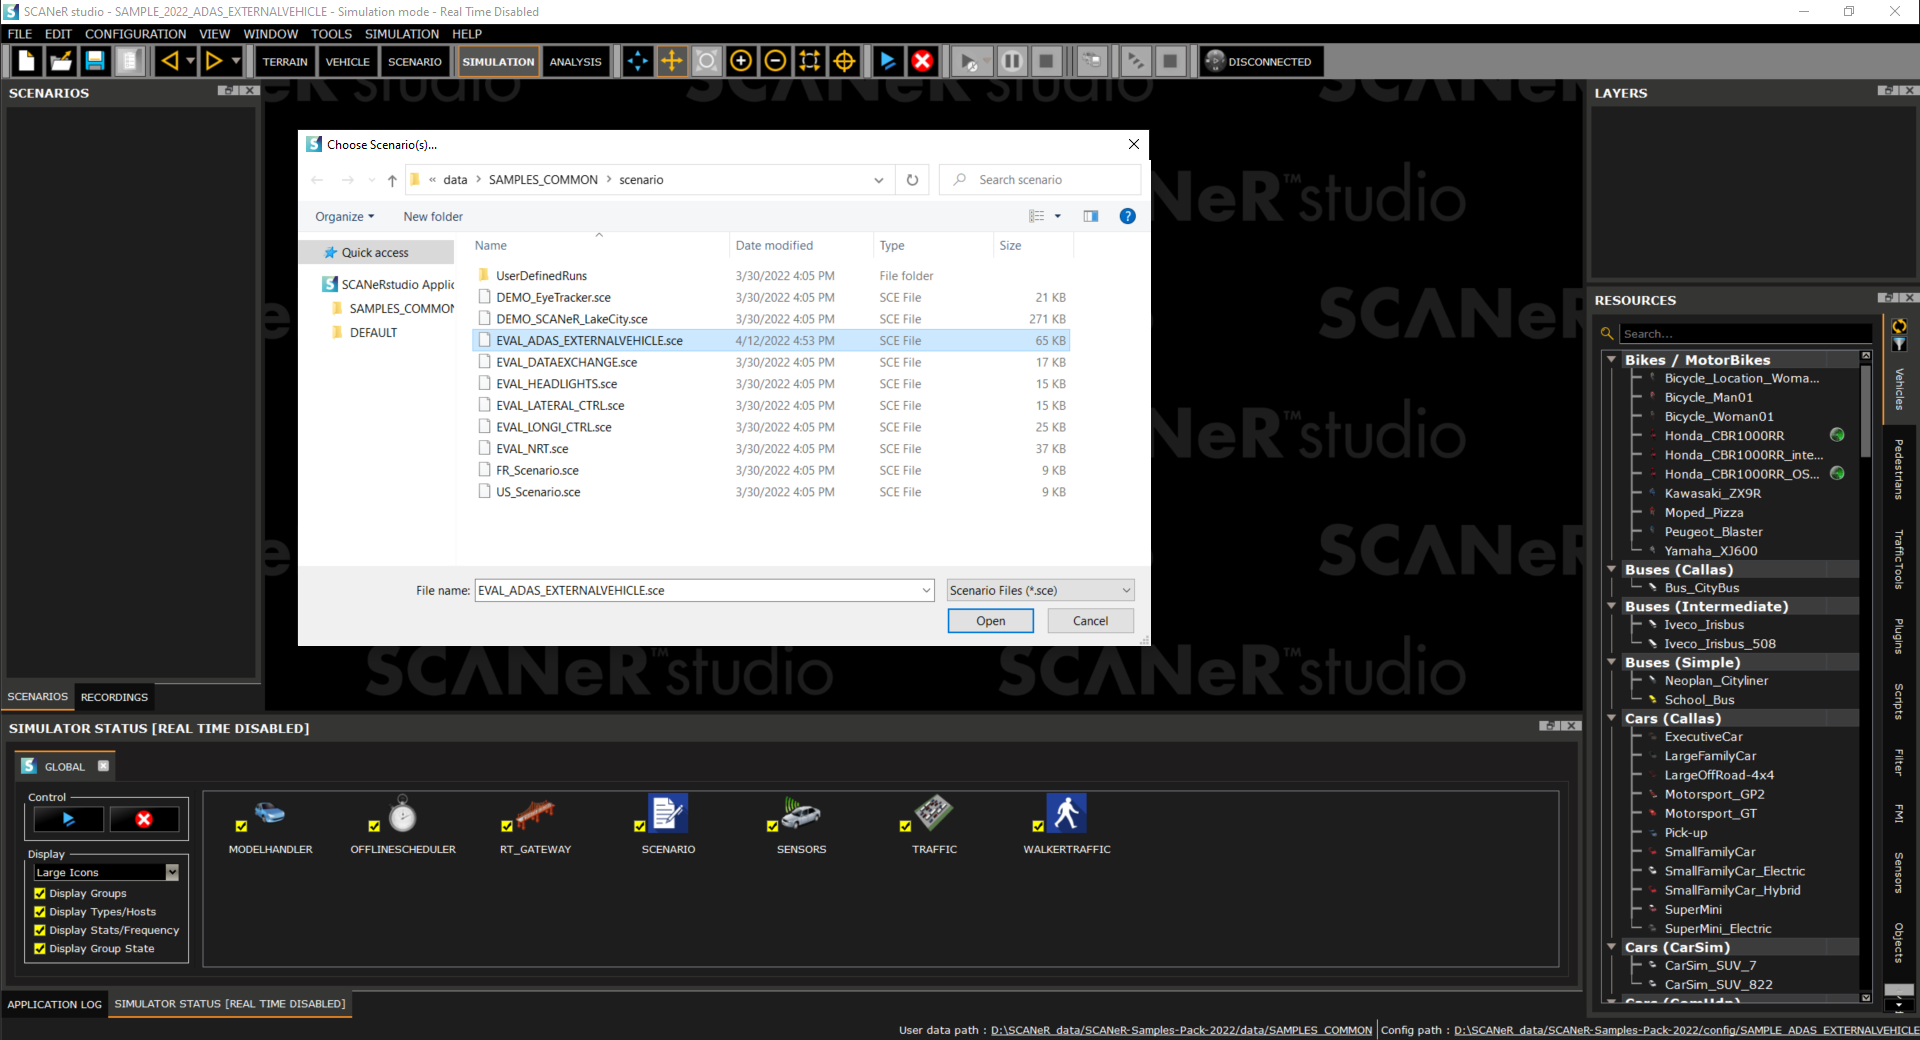 SCANeR studio - SAMPLE_2022_ADAS_EXTERNALVEHICLE - Simulation mode - Real Time Disabled
FILE EDIT CONFIGURATION VIEW WINDOW TOOLS SIMULATION HELP
TERRAIN VEHICLE SCENARIO SIMULATION ANALYSIS DISCONNECTED
SCENARIOS
LAYERS
Choose Scenario(s)...
« data > SAMPLES_COMMON > scenario
Search scenario
Organize New folder
Quick access
SCANeRstudio Applic
SAMPLES_COMMON
DEFAULT
Name Date modified Type Size
UserDefinedRuns 3/30/2022 4:05 PM File folder
DEMO_EyeTracker.sce 3/30/2022 4:05 PM SCE File 21 KB
DEMO_SCANeR_LakeCity.sce 3/30/2022 4:05 PM SCE File 271 KB
EVAL_ADAS_EXTERNALVEHICLE.sce 4/12/2022 4:53 PM SCE File 65 KB
EVAL_DATAEXCHANGE.sce 3/30/2022 4:05 PM SCE File 17 KB
EVAL_HEADLIGHTS.sce 3/30/2022 4:05 PM SCE File 15 KB
EVAL_LATERAL_CTRL.sce 3/30/2022 4:05 PM SCE File 15 KB
EVAL_LONGI_CTRL.sce 3/30/2022 4:05 PM SCE File 25 KB
EVAL_NRT.sce 3/30/2022 4:05 PM SCE File 37 KB
FR_Scenario.sce 3/30/2022 4:05 PM SCE File 9 KB
US_Scenario.sce 3/30/2022 4:05 PM SCE File 9 KB
File name: EVAL_ADAS_EXTERNALVEHICLE.sce Scenario Files (*.sce)
Open Cancel
SCANeR™studio SCANeR™studio
RESOURCES
Search...
Bikes / MotorBikes
Bicycle_Location_Woma...
Bicycle_Man01
Bicycle_Woman01
Honda_CBR1000RR
Honda_CBR1000RR_inte...
Honda_CBR1000RR_OS...
Kawasaki_ZX9R
Moped_Pizza
Peugeot_Blaster
Yamaha_XJ600
Buses (Callas)
Bus_CityBus
Buses (Intermediate)
Iveco_Irisbus
Iveco_Irisbus_508
Buses (Simple)
Neoplan_Cityliner
School_Bus
Cars (Callas)
ExecutiveCar
LargeFamilyCar
LargeOffRoad-4x4
Motorsport_GP2
Motorsport_GT
Pick-up
SmallFamilyCar
SmallFamilyCar_Electric
SmallFamilyCar_Hybrid
SuperMini
SuperMini_Electric
Cars (CarSim)
CarSim_SUV_7
CarSim_SUV_822
Vehicles
Pedestrians
TrafficTools
Plugins
Scripts
Filter
FMI
Sensors
Objects
SCENARIOS RECORDINGS
SIMULATOR STATUS [REAL TIME DISABLED]
GLOBAL
Control
Display
Large Icons
Display Groups
Display Types/Hosts
Display Stats/Frequency
Display Group State
MODELHANDLER OFFLINESCHEDULER RT_GATEWAY SCENARIO SENSORS TRAFFIC WALKERTRAFFIC
APPLICATION LOG SIMULATOR STATUS [REAL TIME DISABLED]
User data path : D:\SCANeR_data/SCANeR-Samples-Pack-2022/data/SAMPLES_COMMON Config path : D:\SCANeR_data/SCANeR-Samples-Pack-2022/config/SAMPLE_ADAS_EXTERNALVEHICLE